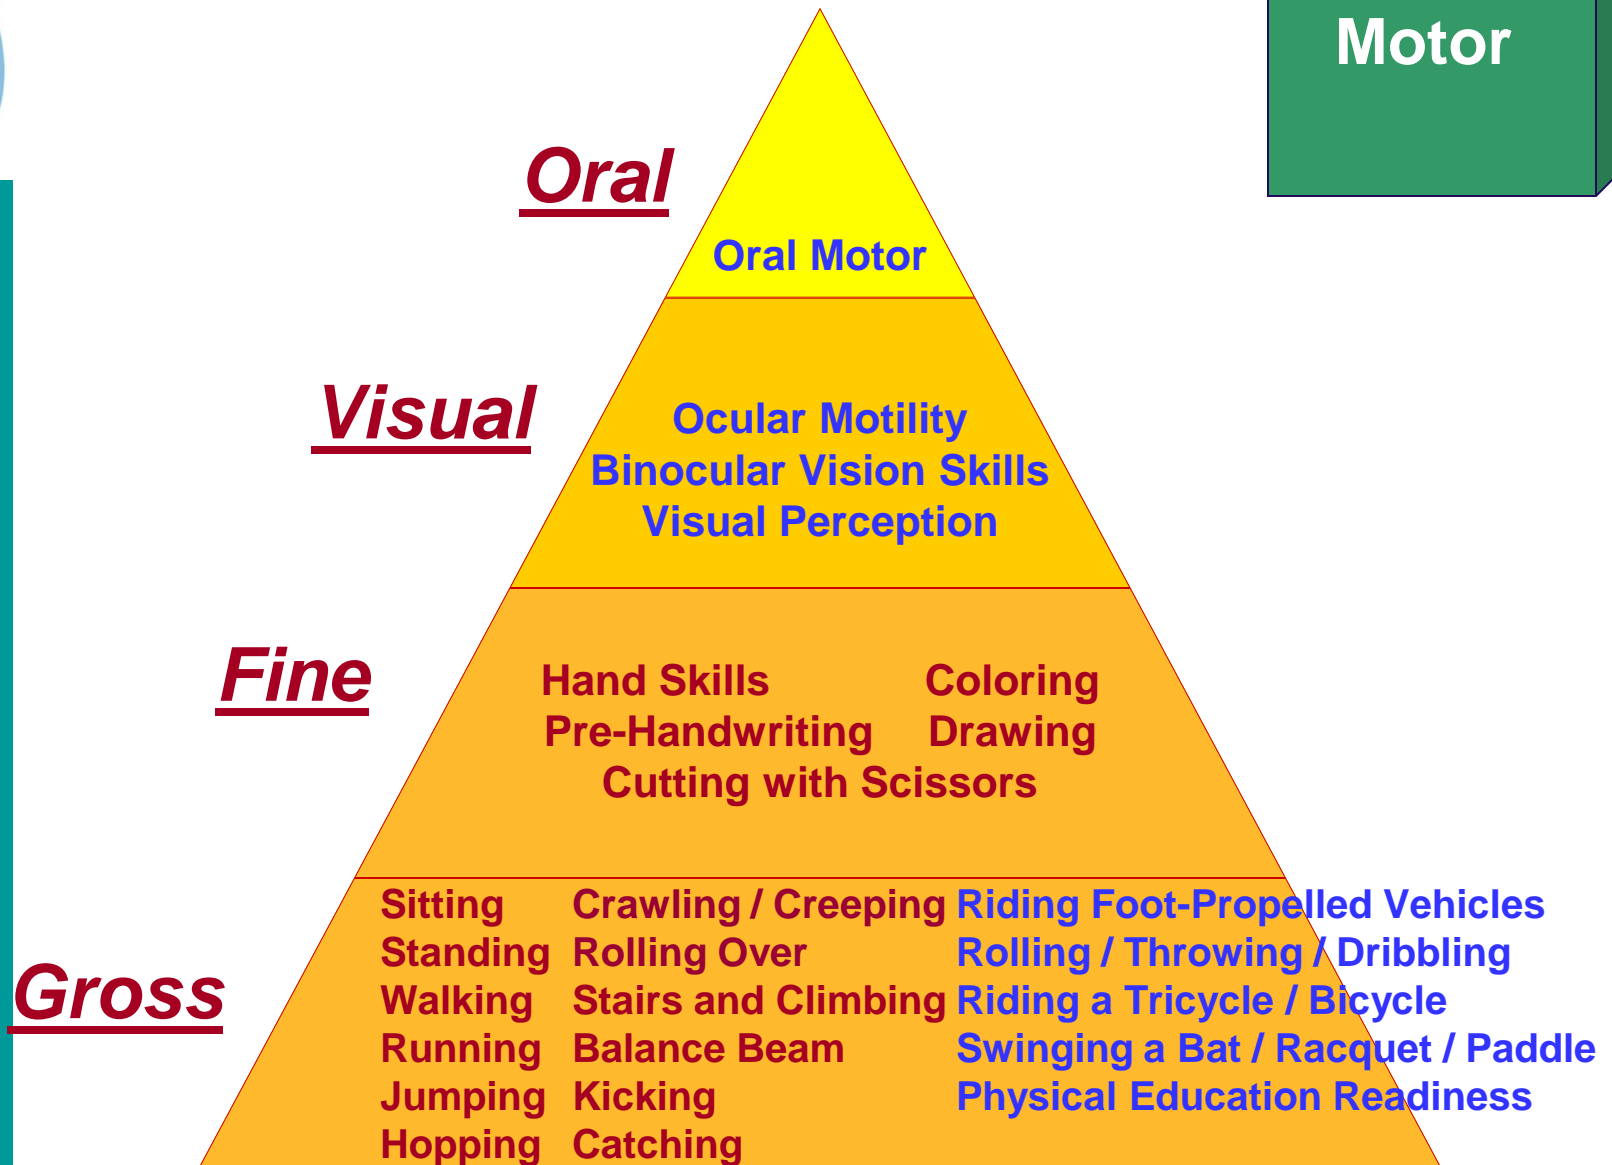 Motor
Oral
Oral Motor
Visual
Ocular Motility
Binocular Vision Skills
Visual Perception
Fine
Hand Skills Coloring
Pre-Handwriting Drawing
Cutting with Scissors
Gross
Sitting Crawling / Creeping Riding Foot-Propelled Vehicles
Standing Rolling Over Rolling / Throwing / Dribbling
Walking Stairs and Climbing Riding a Tricycle / Bicycle
Running Balance Beam Swinging a Bat / Racquet / Paddle
Jumping Kicking Physical Education Readiness
Hopping Catching